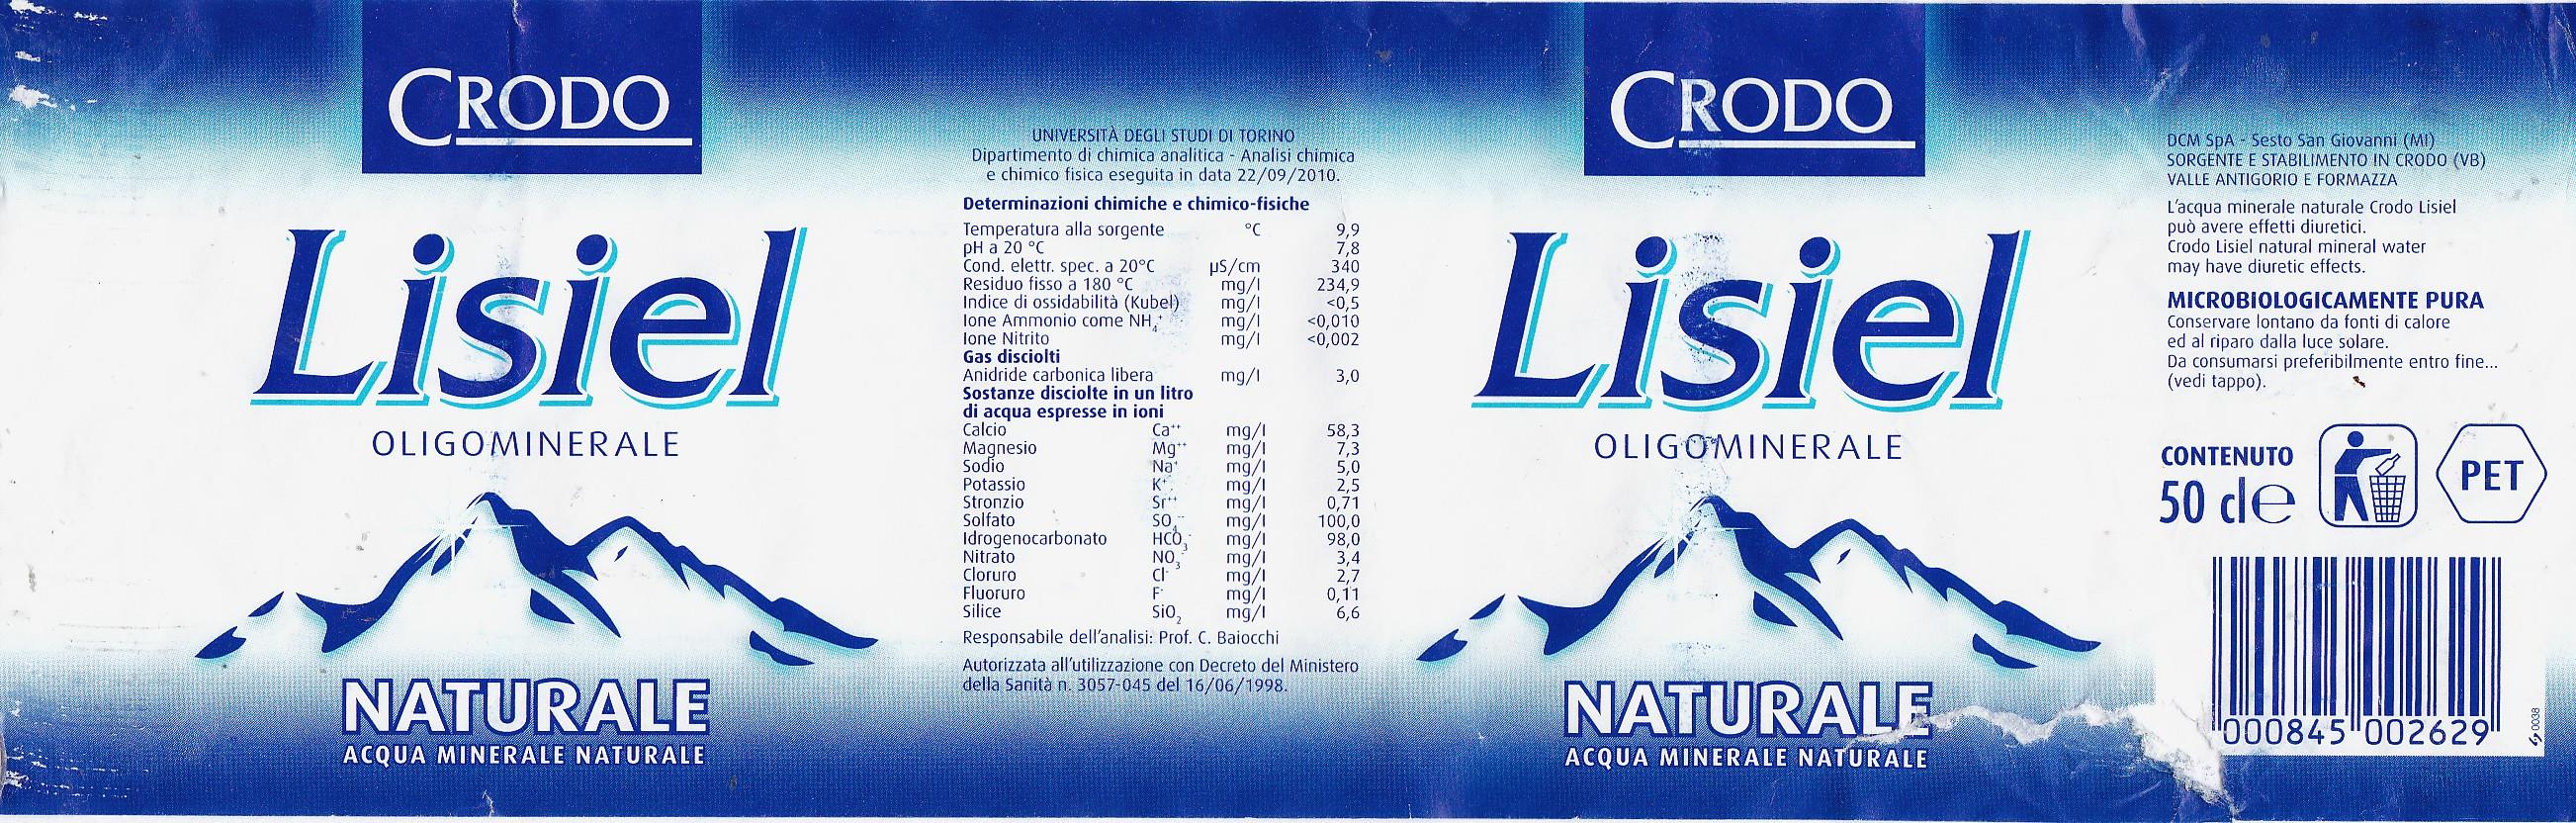 CRODO
Lisiel
OLIGOMINERALE
NATURALE
ACQUA MINERALE NATURALE
UNIVERSITÀ DEGLI STUDI DI TORINO
Dipartimento di chimica analitica - Analisi chimica
e chimico fisica eseguita in data 22/09/2010.
Determinazioni chimiche e chimico-fisiche
Temperatura alla sorgente °C 9,9
pH a 20 °C 7,8
Cond. elettr. spec. a 20°C µS/cm 340
Residuo fisso a 180 °C mg/l 234,9
Indice di ossidabilità (Kubel) mg/l <0,5
Ione Ammonio come NH₄⁺ mg/l <0,010
Ione Nitrito mg/l <0,002
Gas disciolti
Anidride carbonica libera mg/l 3,0
Sostanze disciolte in un litro
di acqua espresse in ioni
Calcio Ca⁺⁺ mg/l 58,3
Magnesio Mg⁺⁺ mg/l 7,3
Sodio Na⁺ mg/l 5,0
Potassio K⁺ mg/l 2,5
Stronzio Sr⁺⁺ mg/l 0,71
Solfato SO₄⁻⁻ mg/l 100,0
Idrogenocarbonato HCO₃⁻ mg/l 98,0
Nitrato NO₃⁻ mg/l 3,4
Cloruro Cl⁻ mg/l 2,7
Fluoruro F⁻ mg/l 0,11
Silice SiO₂ mg/l 6,6
Responsabile dell'analisi: Prof. C. Baiocchi
Autorizzata all'utilizzazione con Decreto del Ministero
della Sanità n. 3057-045 del 16/06/1998.
CRODO
Lisiel
OLIGOMINERALE
NATURALE
ACQUA MINERALE NATURALE
DCM SpA - Sesto San Giovanni (MI)
SORGENTE E STABILIMENTO IN CRODO (VB)
VALLE ANTIGORIO E FORMAZZA
L'acqua minerale naturale Crodo Lisiel
può avere effetti diuretici.
Crodo Lisiel natural mineral water
may have diuretic effects.
MICROBIOLOGICAMENTE PURA
Conservare lontano da fonti di calore
ed al riparo dalla luce solare.
Da consumarsi preferibilmente entro fine...
(vedi tappo).
CONTENUTO
50 cl e
PET
000845 002629
0038